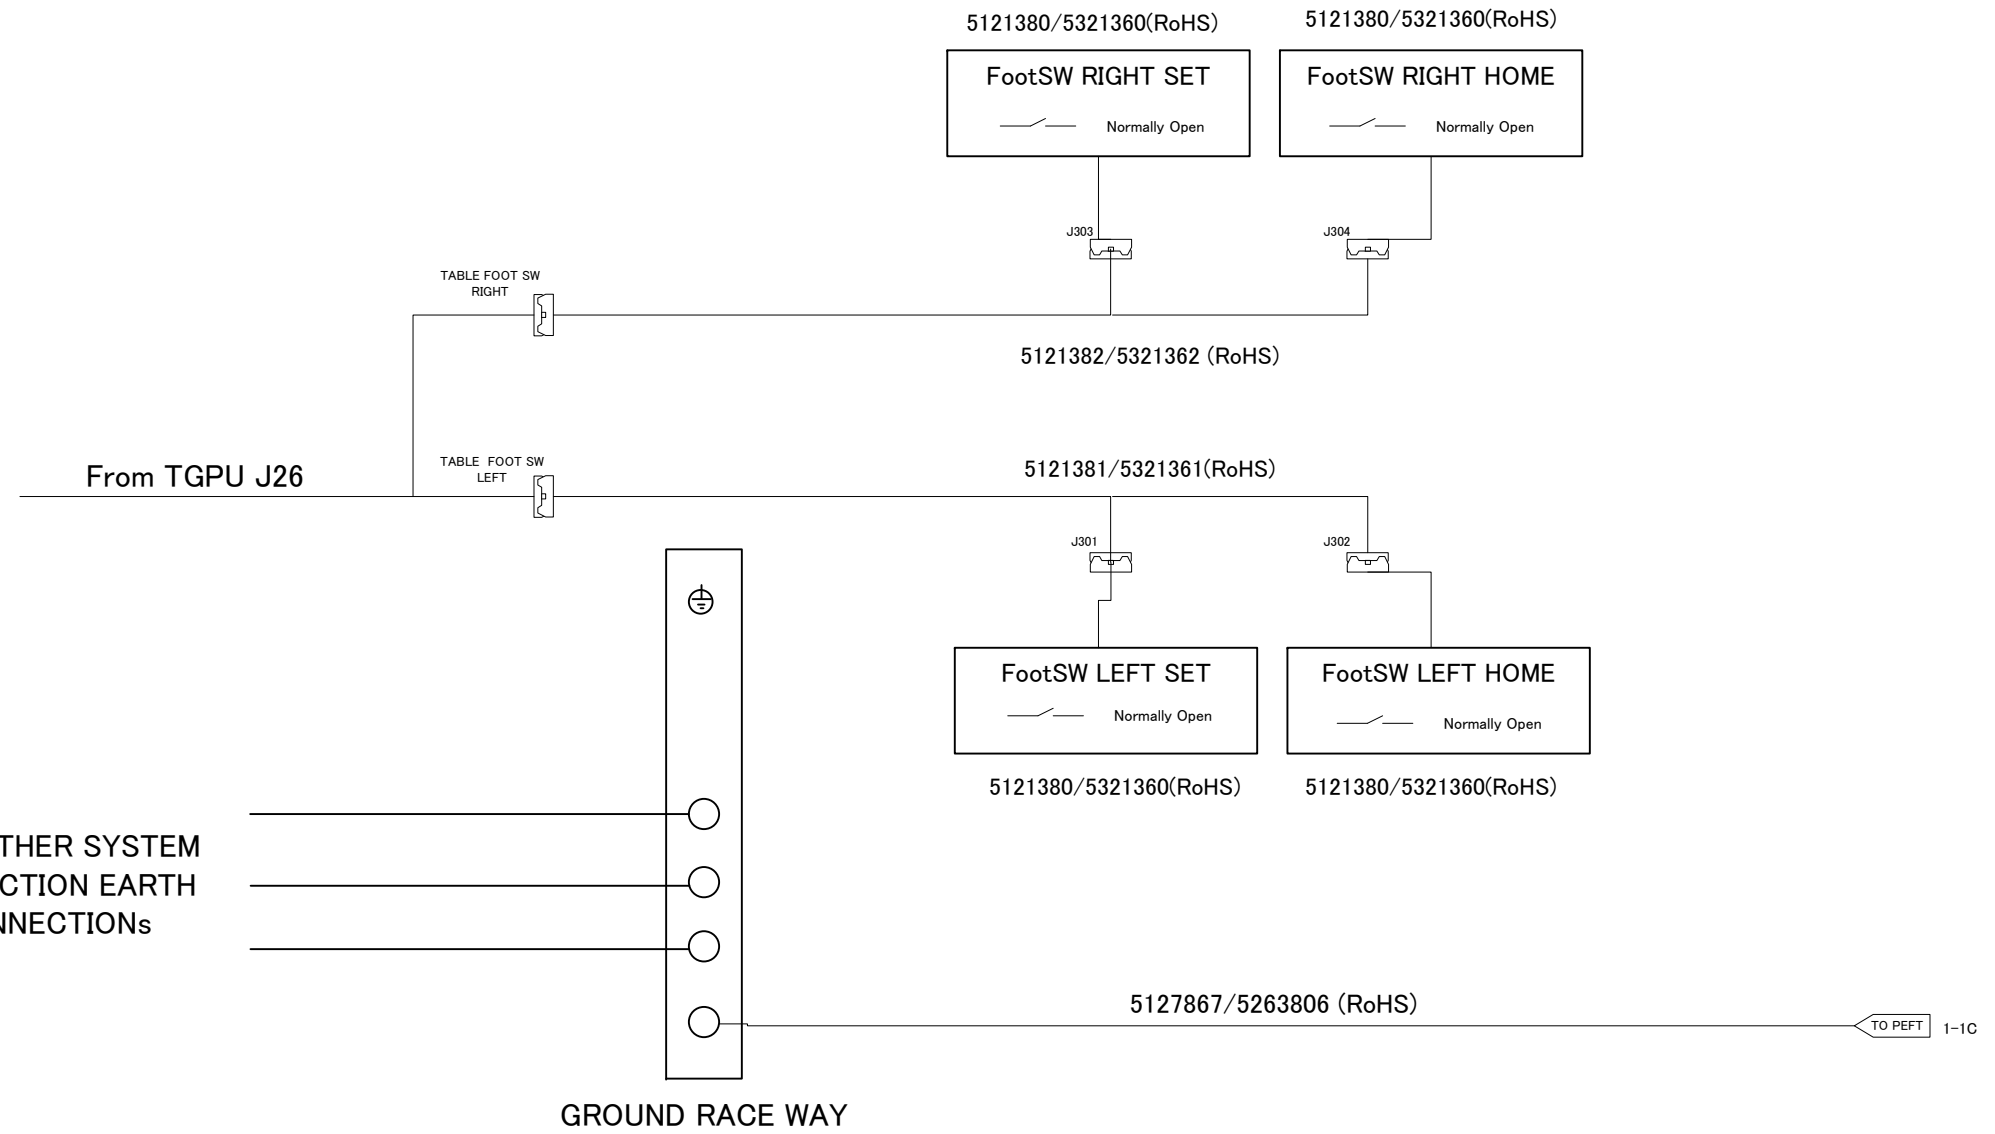 5121380/5321360(RoHS)
5121380/5321360(RoHS)
FootSW RIGHT SET
Normally Open
FootSW RIGHT HOME
Normally Open
J303
J304
TABLE FOOT SW
RIGHT
5121382/5321362 (RoHS)
From TGPU J26
TABLE FOOT SW
LEFT
5121381/5321361(RoHS)
J301
J302
FootSW LEFT SET
Normally Open
FootSW LEFT HOME
Normally Open
5121380/5321360(RoHS)
5121380/5321360(RoHS)
THER SYSTEM
CTION EARTH
NNECTIONs
5127867/5263806 (RoHS)
TO PEFT
1-1C
GROUND RACE WAY